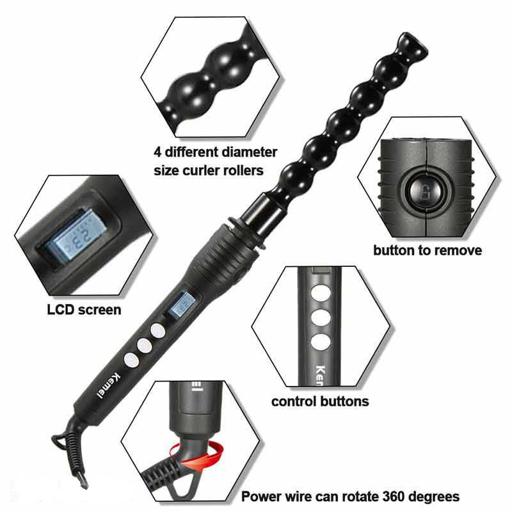 4 different diameter
size curler rollers
button to remove
LCD screen
Kemei
control buttons
Power wire can rotate 360 degrees